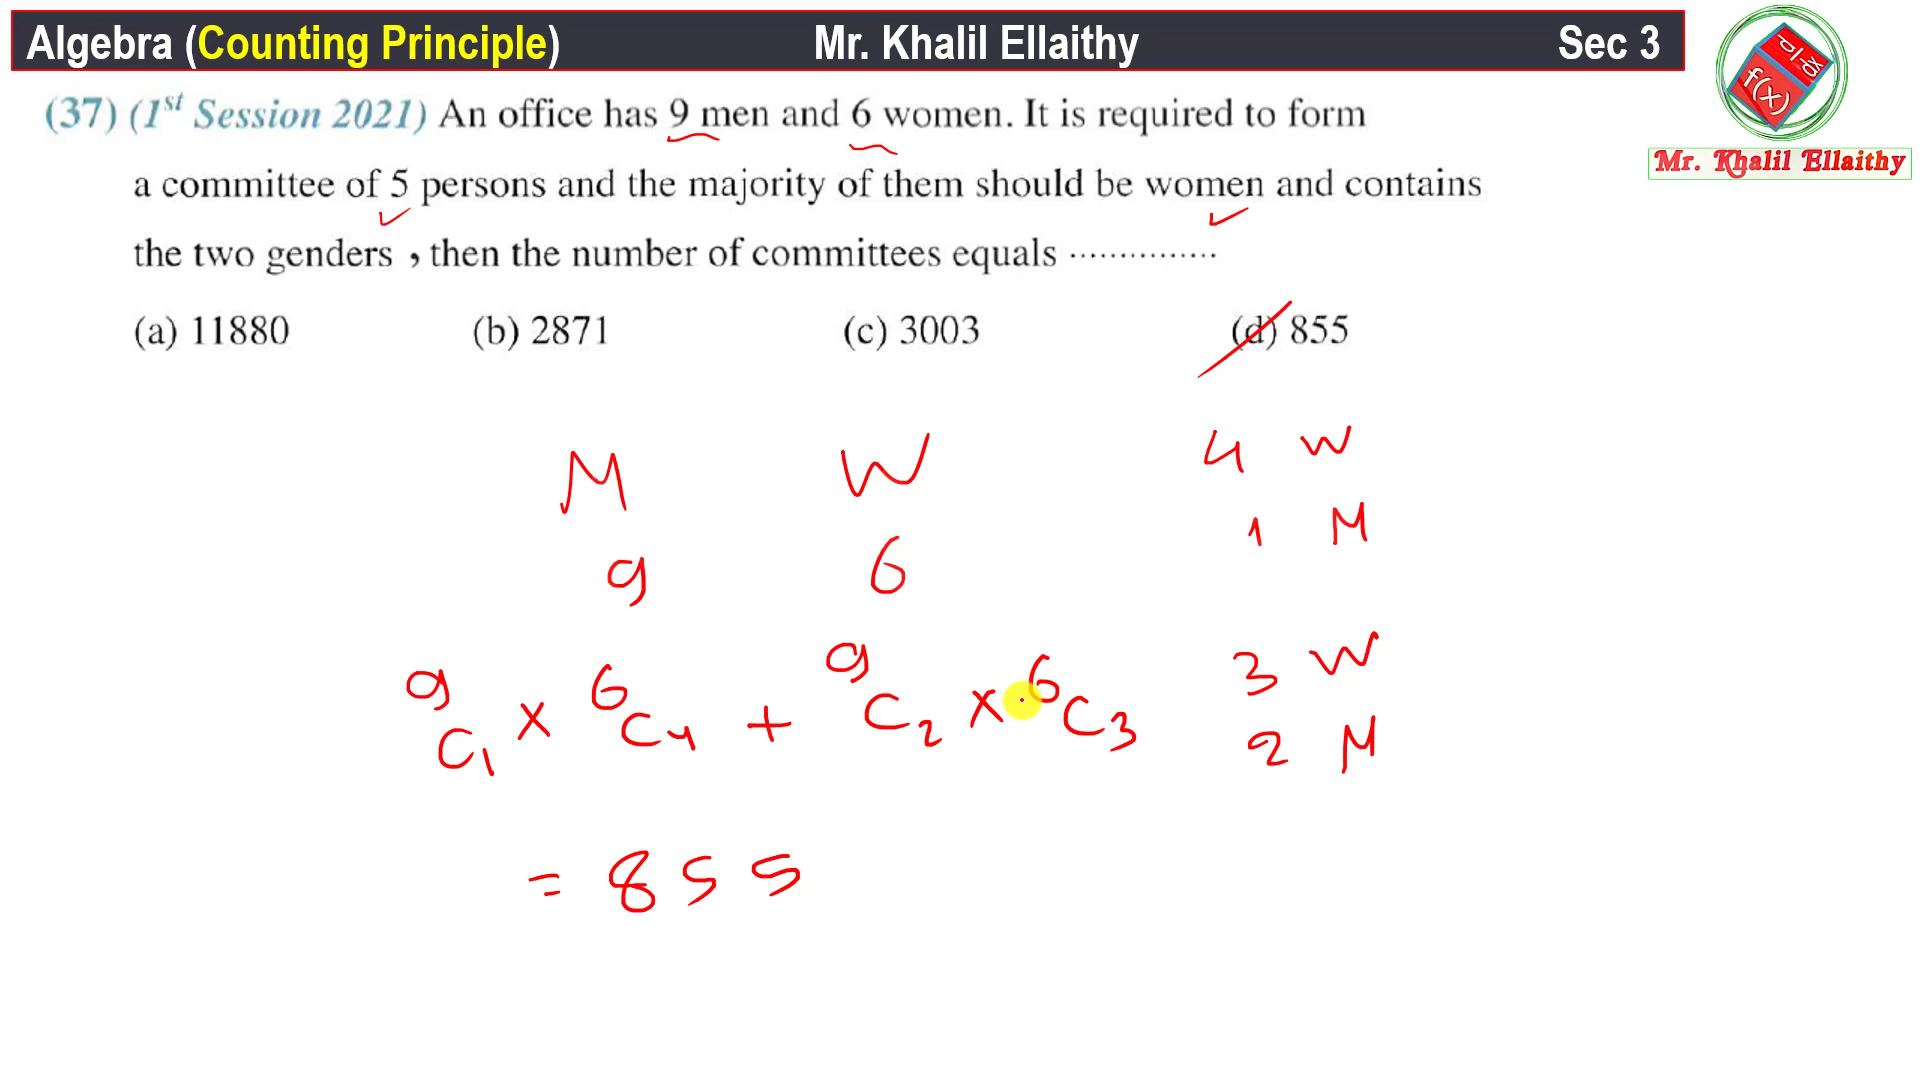 Algebra (Counting Principle) Mr. Khalil Ellaithy Sec 3
f(x)
Mr. Khalil Ellaithy
(37) (1st Session 2021) An office has 9 men and 6 women. It is required to form
a committee of 5 persons and the majority of them should be women and contains
the two genders , then the number of committees equals ...............
(a) 11880 (b) 2871 (c) 3003 (d) 855
M W 4 W
9 6 1 M
⁹C₁ × ⁶C₄ + ⁹C₂ × ⁶C₃ 3 W
2 M
= 855